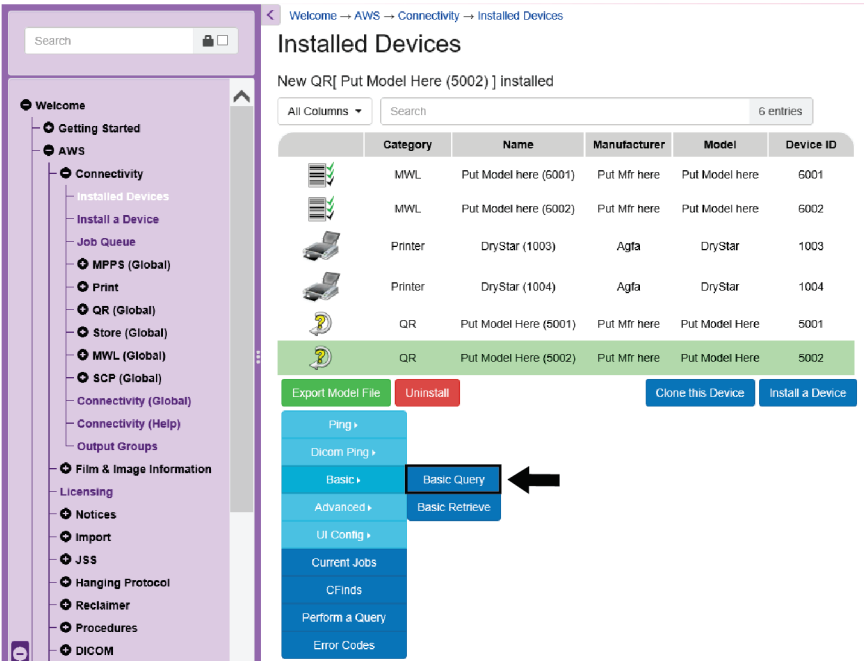 Search
Welcome
Getting Started
AWS
Connectivity
Installed Devices
Install a Device
Job Queue
MPPS (Global)
Print
QR (Global)
Store (Global)
MWL (Global)
SCP (Global)
Connectivity (Global)
Connectivity (Help)
Output Groups
Film & Image Information
Licensing
Notices
Import
JSS
Hanging Protocol
Reclaimer
Procedures
DICOM
Welcome → AWS → Connectivity → Installed Devices
Installed Devices
New QR[ Put Model Here (5002) ] installed
All Columns Search 6 entries
Category Name Manufacturer Model Device ID
MWL Put Model here (6001) Put Mfr here Put Model here 6001
MWL Put Model here (6002) Put Mfr here Put Model here 6002
Printer DryStar (1003) Agfa DryStar 1003
Printer DryStar (1004) Agfa DryStar 1004
QR Put Model Here (5001) Put Mfr here Put Model Here 5001
QR Put Model Here (5002) Put Mfr here Put Model Here 5002
Export Model File Uninstall Clone this Device Install a Device
Ping
Dicom Ping
Basic Basic Query
Advanced Basic Retrieve
UI Config
Current Jobs
CFinds
Perform a Query
Error Codes